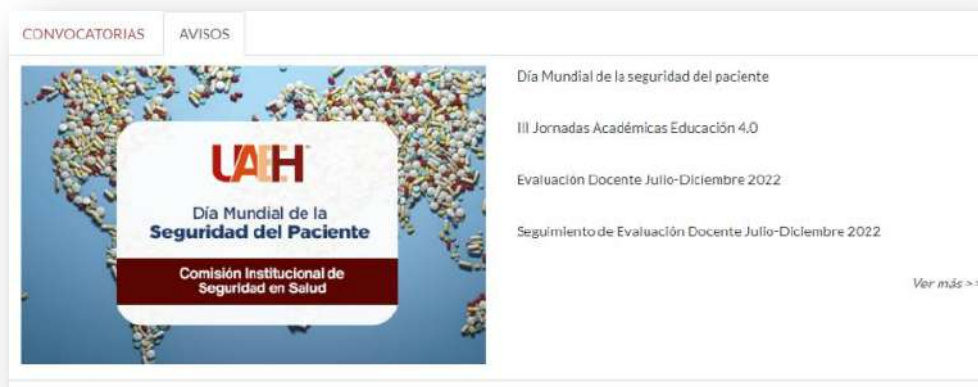 CONVOCATORIAS
AVISOS
UAEH
Día Mundial de la
Seguridad del Paciente
Comisión Institucional de
Seguridad en Salud
Día Mundial de la seguridad del paciente
III Jornadas Académicas Educación 4.0
Evaluación Docente Julio-Diciembre 2022
Seguimiento de Evaluación Docente Julio-Diciembre 2022
Ver más >>